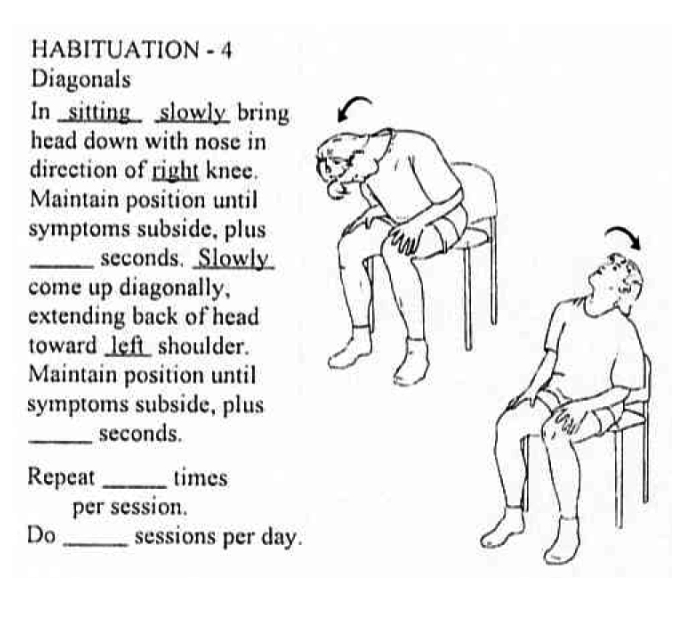 HABITUATION - 4
Diagonals
In sitting slowly bring
head down with nose in
direction of right knee.
Maintain position until
symptoms subside, plus
______ seconds. Slowly
come up diagonally,
extending back of head
toward left shoulder.
Maintain position until
symptoms subside, plus
______ seconds.
Repeat ______ times
per session.
Do ______ sessions per day.